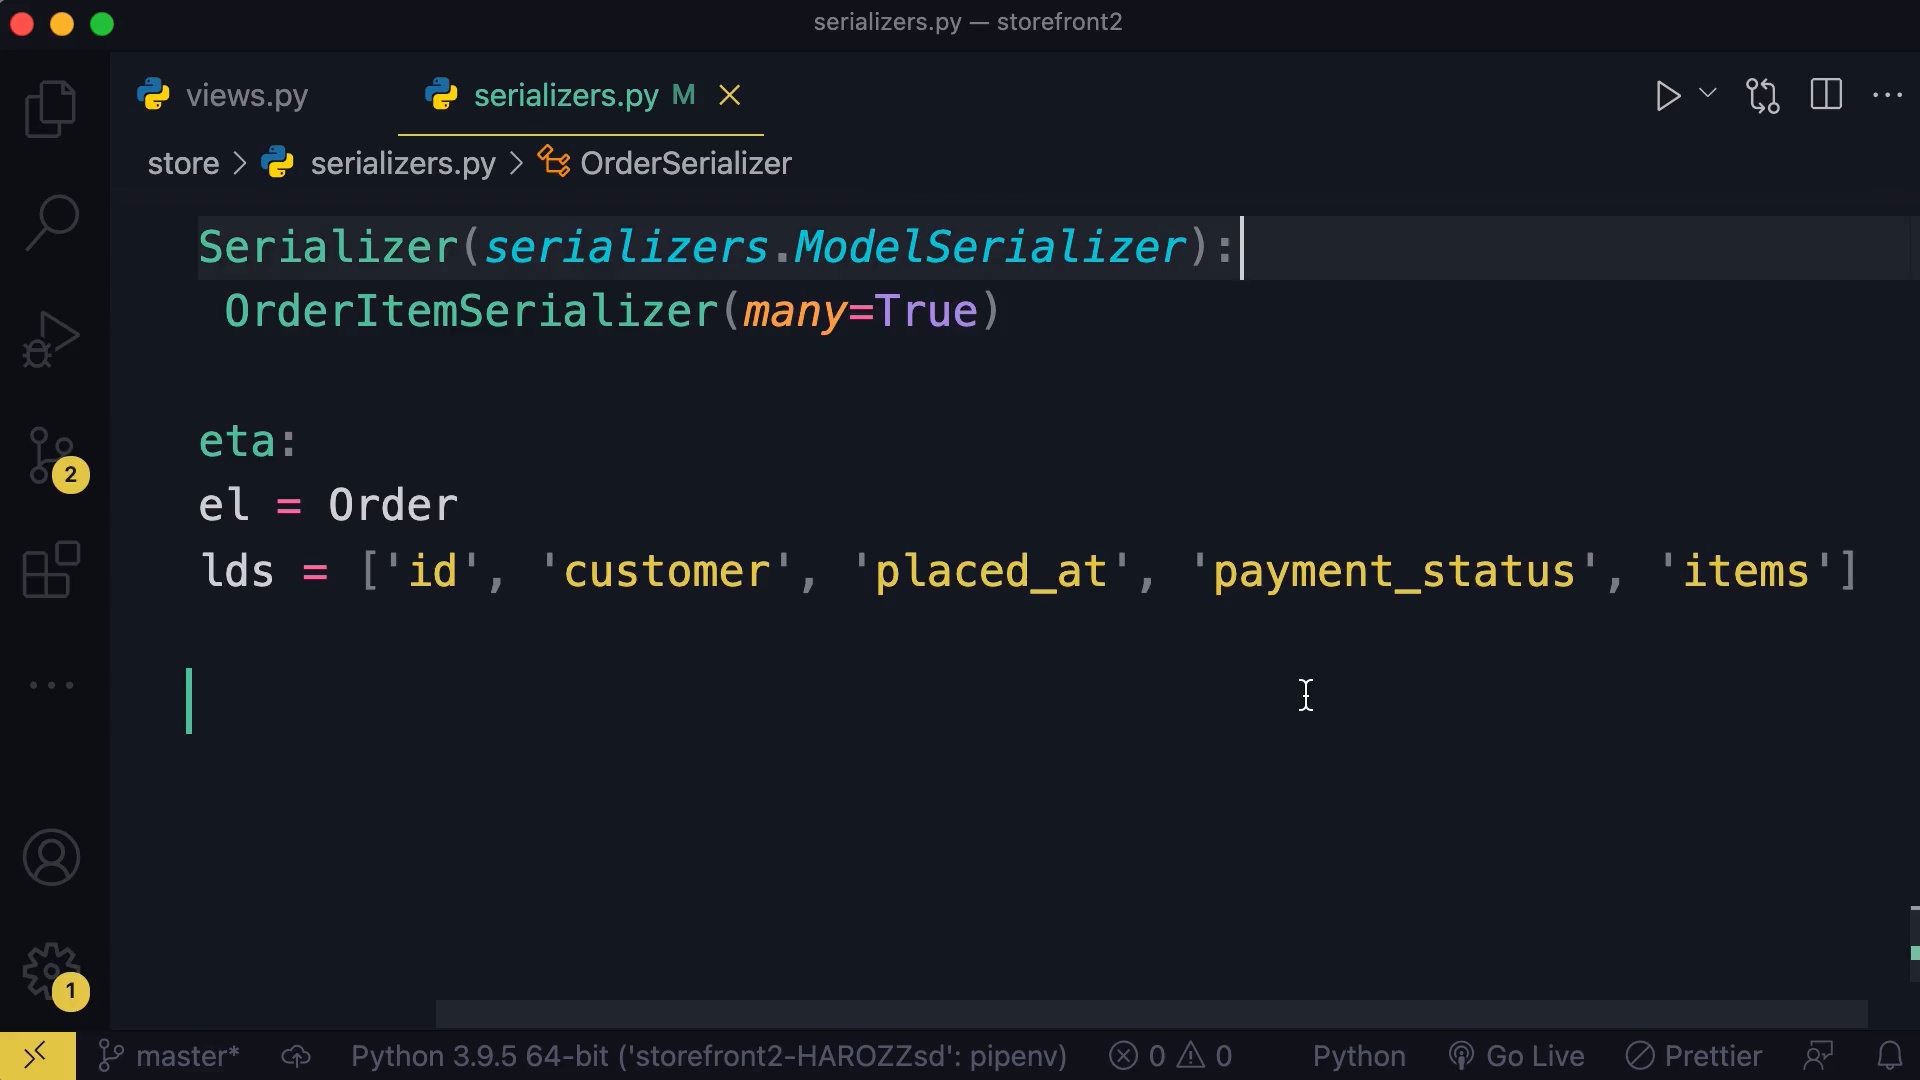 serializers.py — storefront2
views.py serializers.py M
store > serializers.py > OrderSerializer
Serializer(serializers.ModelSerializer):
OrderItemSerializer(many=True)
eta:
el = Order
lds = ['id', 'customer', 'placed_at', 'payment_status', 'items']
2
1
master* Python 3.9.5 64-bit ('storefront2-HAROZZsd': pipenv) 0 0 Python Go Live Prettier